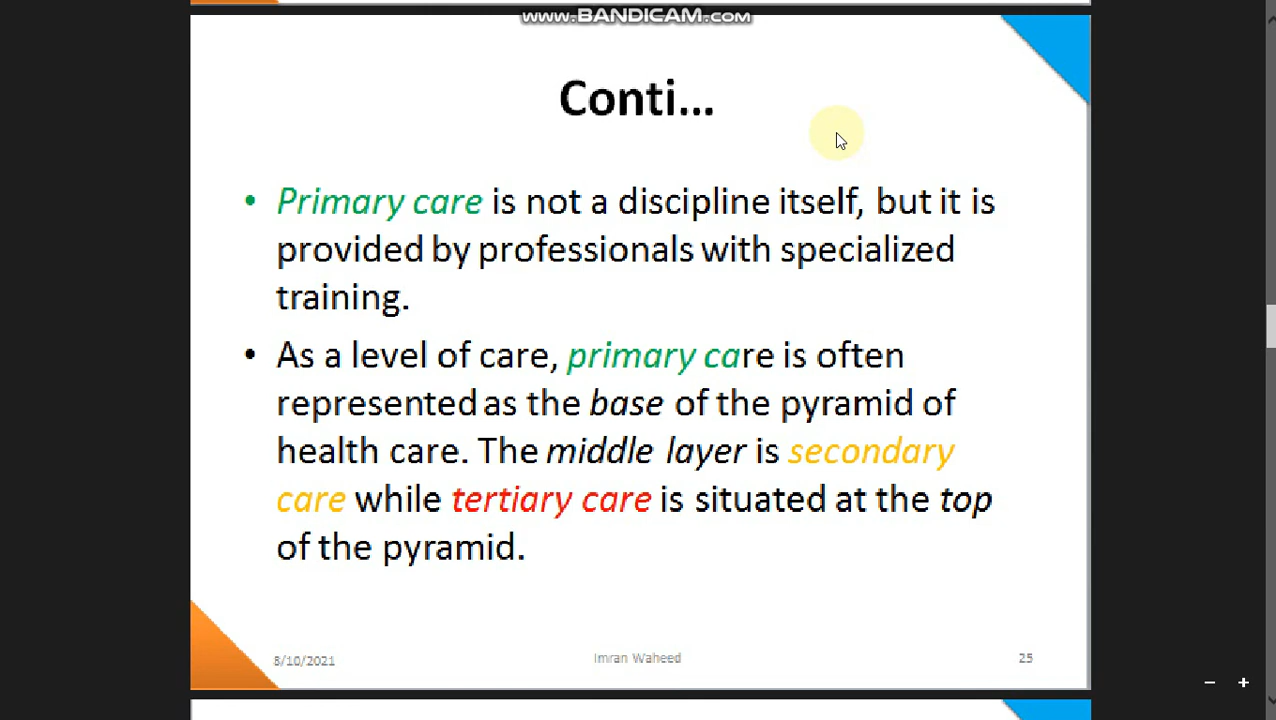 www.BANDICAM.com
Conti...
• Primary care is not a discipline itself, but it is
provided by professionals with specialized
training.
• As a level of care, primary care is often
represented as the base of the pyramid of
health care. The middle layer is secondary
care while tertiary care is situated at the top
of the pyramid.
8/10/2021
Imran Waheed
25